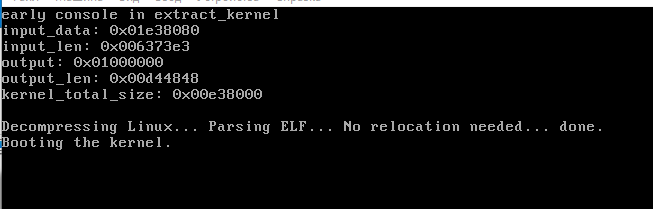 early console in extract_kernel
input_data: 0x01e38080
input_len: 0x006373e3
output: 0x01000000
output_len: 0x00d44848
kernel_total_size: 0x00e38000
Decompressing Linux... Parsing ELF... No relocation needed... done.
Booting the kernel.